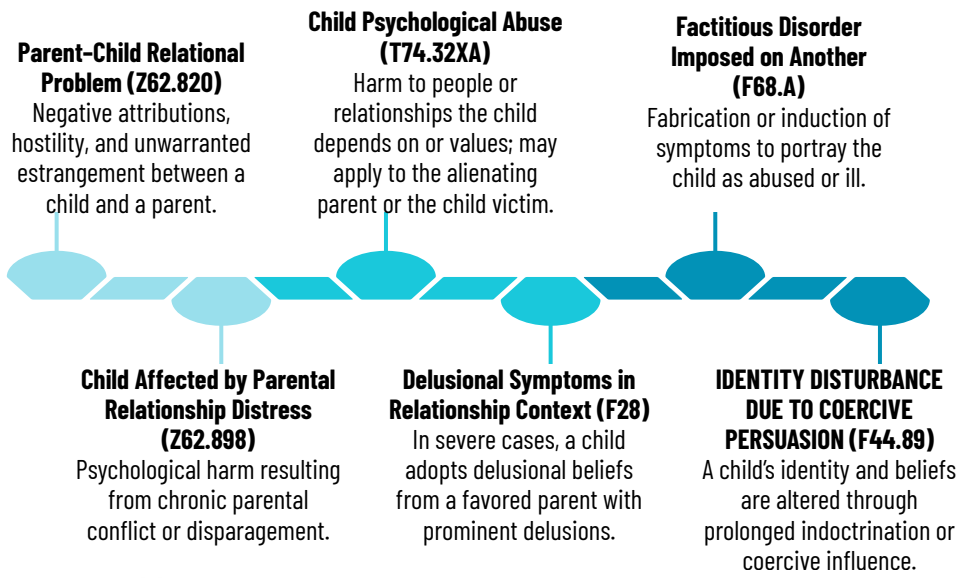 Parent-Child Relational
Problem (Z62.820)
Negative attributions,
hostility, and unwarranted
estrangement between a
child and a parent.
Child Affected by Parental
Relationship Distress
(Z62.898)
Psychological harm resulting
from chronic parental
conflict or disparagement.
Child Psychological Abuse
(T74.32XA)
Harm to people or
relationships the child
depends on or values; may
apply to the alienating
parent or the child victim.
Delusional Symptoms in
Relationship Context (F28)
In severe cases, a child
adopts delusional beliefs
from a favored parent with
prominent delusions.
Factitious Disorder
Imposed on Another
(F68.A)
Fabrication or induction of
symptoms to portray the
child as abused or ill.
IDENTITY DISTURBANCE
DUE TO COERCIVE
PERSUASION (F44.89)
A child's identity and beliefs
are altered through
prolonged indoctrination or
coercive influence.